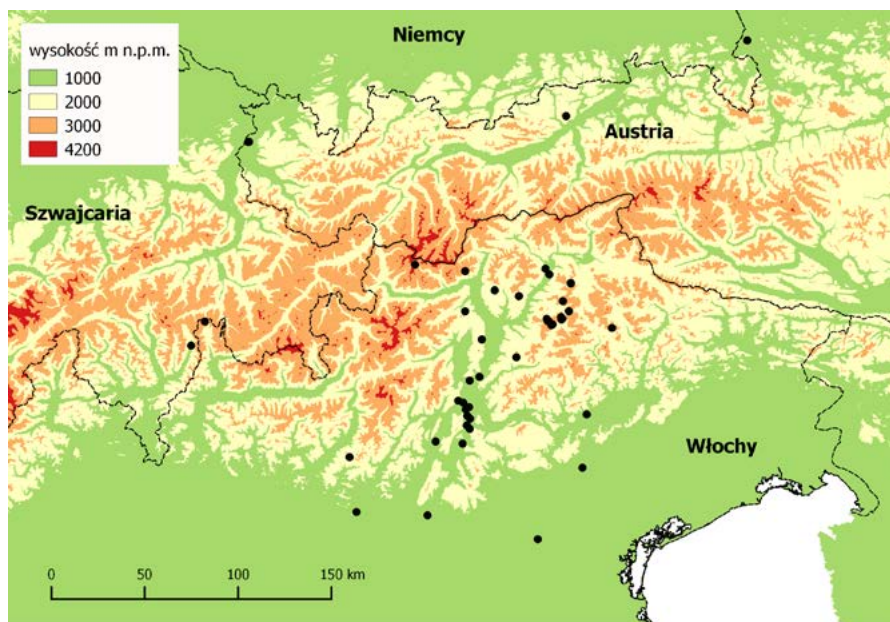 wysokość m n.p.m.
1000
2000
3000
4200
Niemcy
Austria
Szwajcaria
Włochy
0 50 100 150 km